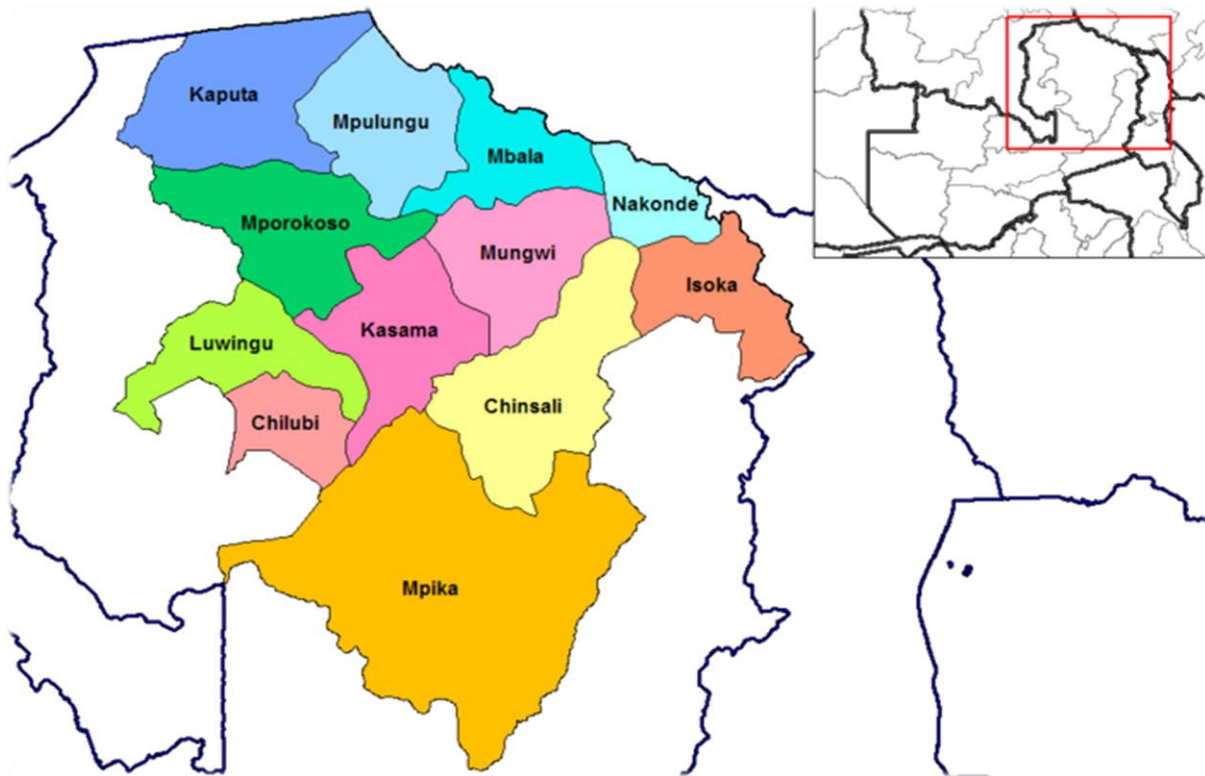 Kaputa
Mpulungu
Mbala
Nakonde
Mporokoso
Mungwi
Isoka
Kasama
Luwingu
Chinsali
Chilubi
Mpika